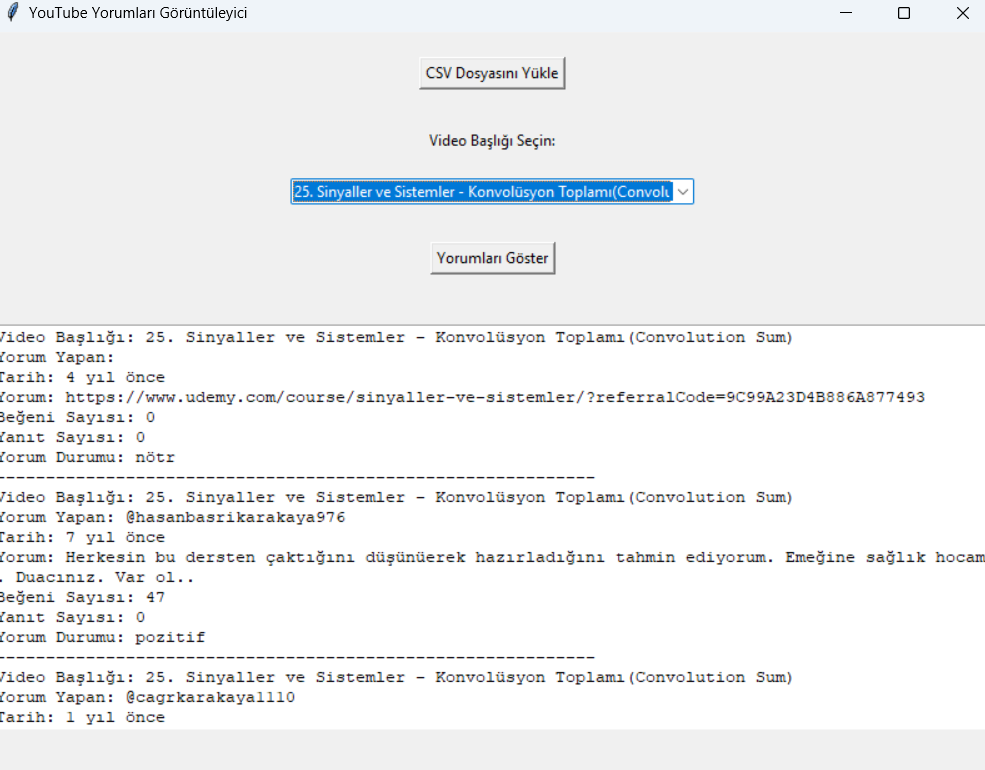 YouTube Yorumları Görüntüleyici
CSV Dosyasını Yükle
Video Başlığı Seçin:
25. Sinyaller ve Sistemler - Konvolüsyon Toplamı(Convolu
Yorumları Göster
Video Başlığı: 25. Sinyaller ve Sistemler - Konvolüsyon Toplamı(Convolution Sum)
Yorum Yapan:
Tarih: 4 yıl önce
Yorum: https://www.udemy.com/course/sinyaller-ve-sistemler/?referralCode=9C99A23D4B886A877493
Beğeni Sayısı: 0
Yanıt Sayısı: 0
Yorum Durumu: nötr
------------------------------------------------------------
Video Başlığı: 25. Sinyaller ve Sistemler - Konvolüsyon Toplamı(Convolution Sum)
Yorum Yapan: @hasanbasrikarakaya976
Tarih: 7 yıl önce
Yorum: Herkesin bu dersten çaktığını düşünüerek hazırladığını tahmin ediyorum. Emeğine sağlık hocam
. Duacınız. Var ol..
Beğeni Sayısı: 47
Yanıt Sayısı: 0
Yorum Durumu: pozitif
------------------------------------------------------------
Video Başlığı: 25. Sinyaller ve Sistemler - Konvolüsyon Toplamı(Convolution Sum)
Yorum Yapan: @cagrkarakaya1110
Tarih: 1 yıl önce